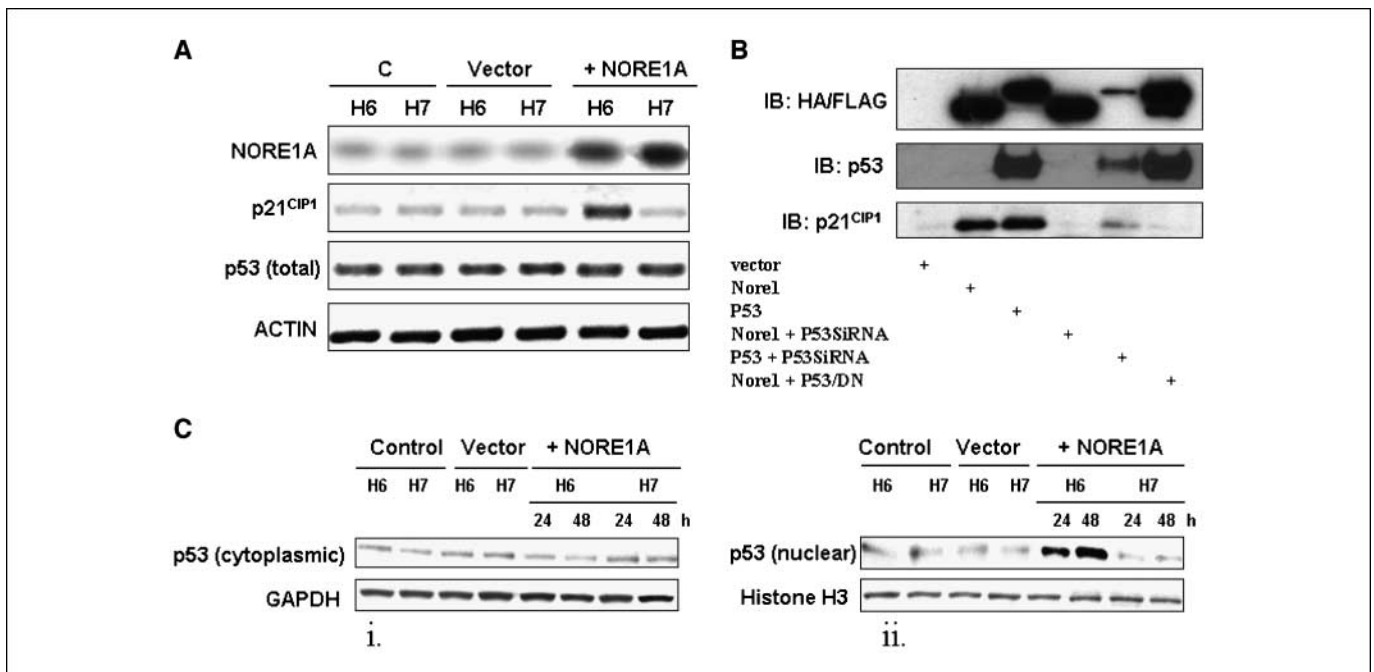 A
C Vector + NORE1A
H6 H7 H6 H7 H6 H7
NORE1A
p21CIP1
p53 (total)
ACTIN
B
IB: HA/FLAG
IB: p53
IB: p21CIP1
vector +
Nore1 +
P53 +
Nore1 + P53SiRNA +
P53 + P53SiRNA +
Nore1 + P53/DN +
C
Control Vector + NORE1A
H6 H7 H6 H7 H6 H7
24 48 24 48 h
p53 (cytoplasmic)
GAPDH
i.
Control Vector + NORE1A
H6 H7 H6 H7 H6 H7
24 48 24 48 h
p53 (nuclear)
Histone H3
ii.